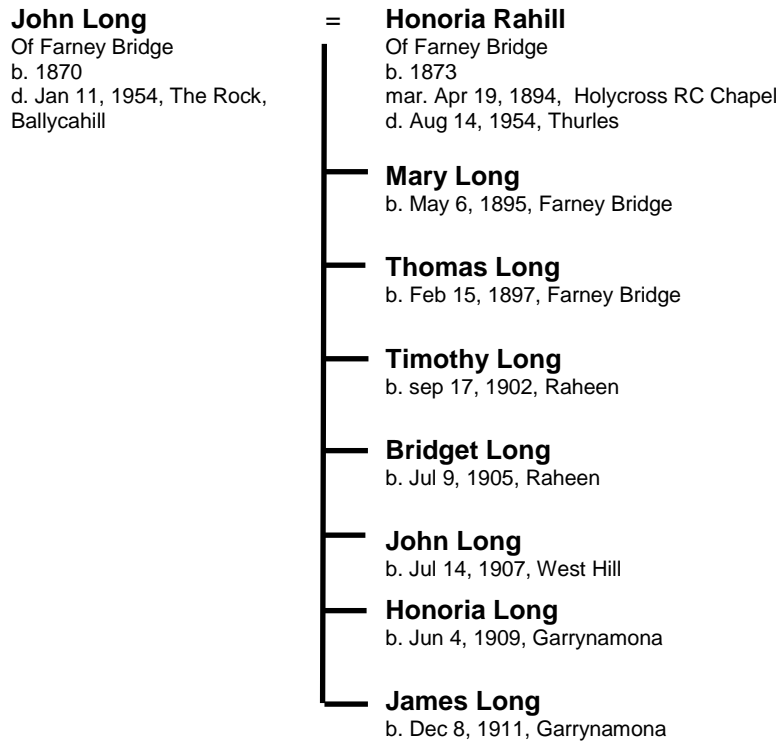 John Long
Of Farney Bridge
b. 1870
d. Jan 11, 1954, The Rock,
Ballycahill
=
Honoria Rahill
Of Farney Bridge
b. 1873
mar. Apr 19, 1894, Holycross RC Chapel
d. Aug 14, 1954, Thurles
Mary Long
b. May 6, 1895, Farney Bridge
Thomas Long
b. Feb 15, 1897, Farney Bridge
Timothy Long
b. sep 17, 1902, Raheen
Bridget Long
b. Jul 9, 1905, Raheen
John Long
b. Jul 14, 1907, West Hill
Honoria Long
b. Jun 4, 1909, Garrynamona
James Long
b. Dec 8, 1911, Garrynamona